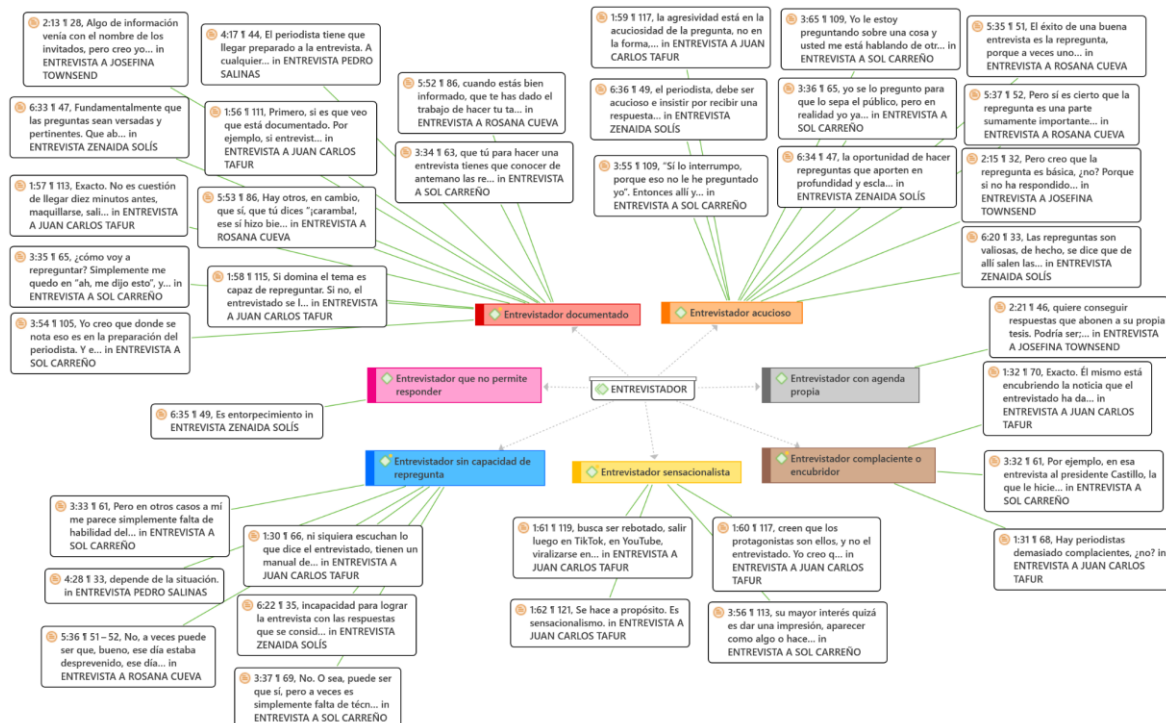 2:13 ¶ 28, Algo de información
venía con el nombre de los
invitados, pero creo yo... in
ENTREVISTA A JOSEFINA
TOWNSEND
4:17 ¶ 44, El periodista tiene que
llegar preparado a la entrevista. A
cualquier... in ENTREVISTA PEDRO
SALINAS
5:52 ¶ 86, cuando estás bien
informado, que te has dado el
trabajo de hacer tu ta... in
ENTREVISTA A ROSANA CUEVA
6:33 ¶ 47, Fundamentalmente que
las preguntas sean versadas y
pertinentes. Que ab... in
ENTREVISTA ZENAIDA SOLÍS
1:56 ¶ 111, Primero, si es que veo
que está documentado. Por
ejemplo, si entrevist... in
ENTREVISTA A JUAN CARLOS
TAFUR
3:34 ¶ 63, que tú para hacer una
entrevista tienes que conocer de
antemano las re... in
ENTREVISTA A SOL CARREÑO
1:57 ¶ 113, Exacto. No es cuestión
de llegar diez minutos antes,
maquillarse, sali... in ENTREVISTA
A JUAN CARLOS TAFUR
5:53 ¶ 86, Hay otros, en cambio,
que sí, que tú dices “¡caramba!,
ese sí hizo bie... in ENTREVISTA A
ROSANA CUEVA
3:35 ¶ 65, ¿cómo voy a
repreguntar? Simplemente me
quedo en “ah, me dijo esto”, y...
in ENTREVISTA A SOL CARREÑO
1:58 ¶ 115, Si domina el tema es
capaz de repreguntar. Si no, el
entrevistado se l... in ENTREVISTA
A JUAN CARLOS TAFUR
3:54 ¶ 105, Yo creo que donde se
nota eso es en la preparación del
periodista. Y e... in ENTREVISTA A
SOL CARREÑO
1:59 ¶ 117, la agresividad está en la
acuciosidad de la pregunta, no en
la forma,... in ENTREVISTA A JUAN
CARLOS TAFUR
3:65 ¶ 109, Yo le estoy
preguntando sobre una cosa y
usted me está hablando de otr... in
ENTREVISTA A SOL CARREÑO
5:35 ¶ 51, El éxito de una buena
entrevista es la repregunta,
porque a veces uno... in
ENTREVISTA A ROSANA CUEVA
6:36 ¶ 49, el periodista, debe ser
acucioso e insistir por recibir una
respuesta... in ENTREVISTA
ZENAIDA SOLÍS
3:36 ¶ 65, yo se lo pregunto para
que lo sepa el público, pero en
realidad yo ya... in ENTREVISTA A
SOL CARREÑO
5:37 ¶ 52, Pero sí es cierto que la
repregunta es una parte
sumamente importante... in
ENTREVISTA A ROSANA CUEVA
3:55 ¶ 109, “Sí lo interrumpo,
porque eso no le he preguntado
yo”. Entonces allí y... in
ENTREVISTA A SOL CARREÑO
6:34 ¶ 47, la oportunidad de hacer
repreguntas que aporten en
profundidad y escla... in
ENTREVISTA ZENAIDA SOLÍS
2:15 ¶ 32, Pero creo que la
repregunta es básica, ¿no? Porque
si no ha respondido... in
ENTREVISTA A JOSEFINA
TOWNSEND
6:20 ¶ 33, Las repreguntas son
valiosas, de hecho, se dice que de
allí salen las... in ENTREVISTA
ZENAIDA SOLÍS
Entrevistador documentado
Entrevistador acucioso
2:21 ¶ 46, quiere conseguir
respuestas que abonen a su propia
tesis. Podría ser;... in ENTREVISTA
A JOSEFINA TOWNSEND
Entrevistador que no permite
responder
ENTREVISTADOR
Entrevistador con agenda
propia
1:32 ¶ 70, Exacto. Él mismo está
encubriendo la noticia que el
entrevistado ha da... in
ENTREVISTA A JUAN CARLOS
TAFUR
6:35 ¶ 49, Es entorpecimiento in
ENTREVISTA ZENAIDA SOLÍS
Entrevistador sin capacidad de
repregunta
Entrevistador sensacionalista
Entrevistador complaciente o
encubridor
3:32 ¶ 61, Por ejemplo, en esa
entrevista al presidente Castillo, la
que le hicie... in ENTREVISTA A
SOL CARREÑO
3:33 ¶ 61, Pero en otros casos a mí
me parece simplemente falta de
habilidad del... in ENTREVISTA A
SOL CARREÑO
1:30 ¶ 66, ni siquiera escuchan lo
que dice el entrevistado, tienen un
manual de... in ENTREVISTA A
JUAN CARLOS TAFUR
1:61 ¶ 119, busca ser rebotado, salir
luego en TikTok, en YouTube,
viralizarse en... in ENTREVISTA A
JUAN CARLOS TAFUR
1:60 ¶ 117, creen que los
protagonistas son ellos, y no el
entrevistado. Yo creo q... in
ENTREVISTA A JUAN CARLOS
TAFUR
1:31 ¶ 68, Hay periodistas
demasiado complacientes, ¿no? in
ENTREVISTA A JUAN CARLOS
TAFUR
4:28 ¶ 33, depende de la situación.
in ENTREVISTA PEDRO SALINAS
6:22 ¶ 35, incapacidad para lograr
la entrevista con las respuestas
que se consid... in ENTREVISTA
ZENAIDA SOLÍS
1:62 ¶ 121, Se hace a propósito. Es
sensacionalismo. in ENTREVISTA A
JUAN CARLOS TAFUR
3:56 ¶ 113, su mayor interés quizá
es dar una impresión, aparecer
como algo o hace... in
ENTREVISTA A SOL CARREÑO
5:36 ¶ 51 – 52, No, a veces puede
ser que, bueno, ese día estaba
desprevenido, ese día... in
ENTREVISTA A ROSANA CUEVA
3:37 ¶ 69, No. O sea, puede ser
que sí, pero a veces es
simplemente falta de técn... in
ENTREVISTA A SOL CARREÑO